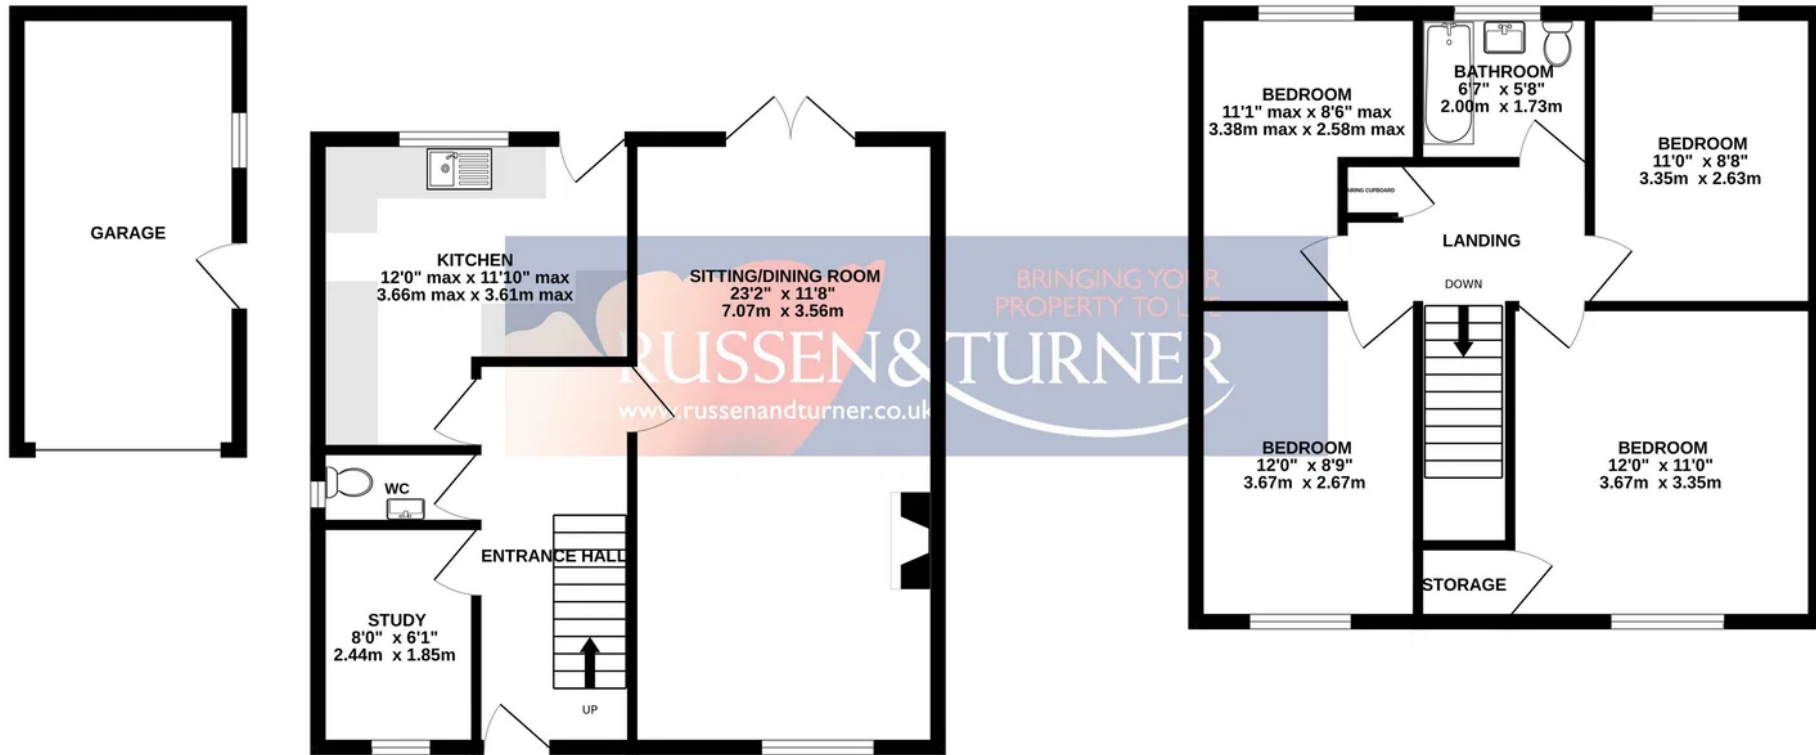 GARAGE
KITCHEN
12'0" max x 11'10" max
3.66m max x 3.61m max
SITTING/DINING ROOM
23'2" x 11'8"
7.07m x 3.56m
WC
ENTRANCE HALL
STUDY
8'0" x 6'1"
2.44m x 1.85m
UP
BRINGING YOUR
PROPERTY TO LIFE
RUSSEN & TURNER
www.russenandturner.co.uk
BEDROOM
11'1" max x 8'6" max
3.38m max x 2.58m max
BATHROOM
6'7" x 5'8"
2.00m x 1.73m
BEDROOM
11'0" x 8'8"
3.35m x 2.63m
AIRING CUPBOARD
LANDING
DOWN
BEDROOM
12'0" x 8'9"
3.67m x 2.67m
BEDROOM
12'0" x 11'0"
3.67m x 3.35m
STORAGE